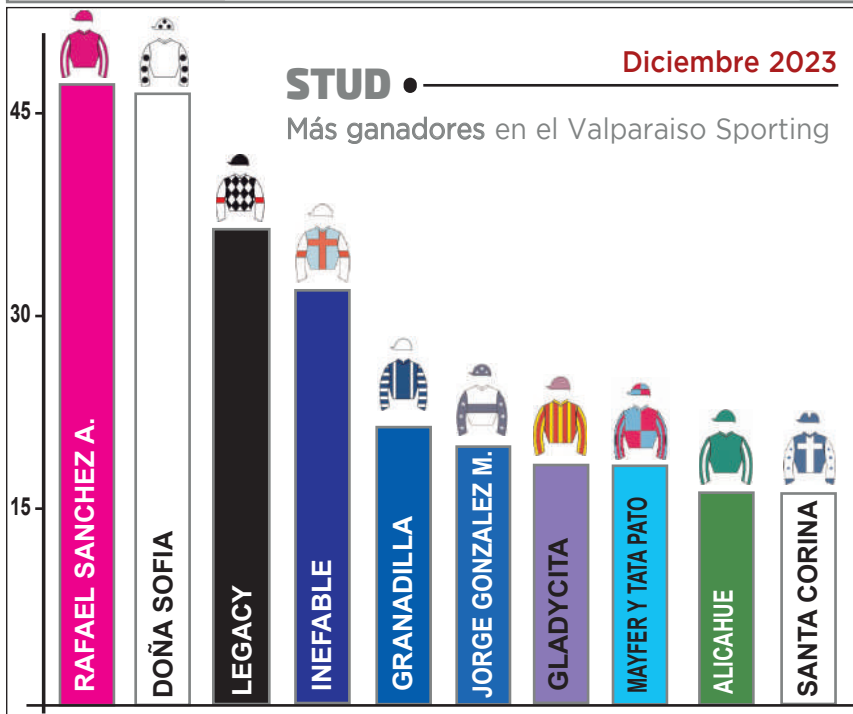 Diciembre 2023
STUD
Más ganadores en el Valparaiso Sporting
45
30
15
RAFAEL SANCHEZ A.
DOÑA SOFIA
LEGACY
INEFABLE
GRANADILLA
JORGE GONZALEZ M.
GLADYCITA
MAYFER Y TATA PATO
ALICAHUE
SANTA CORINA